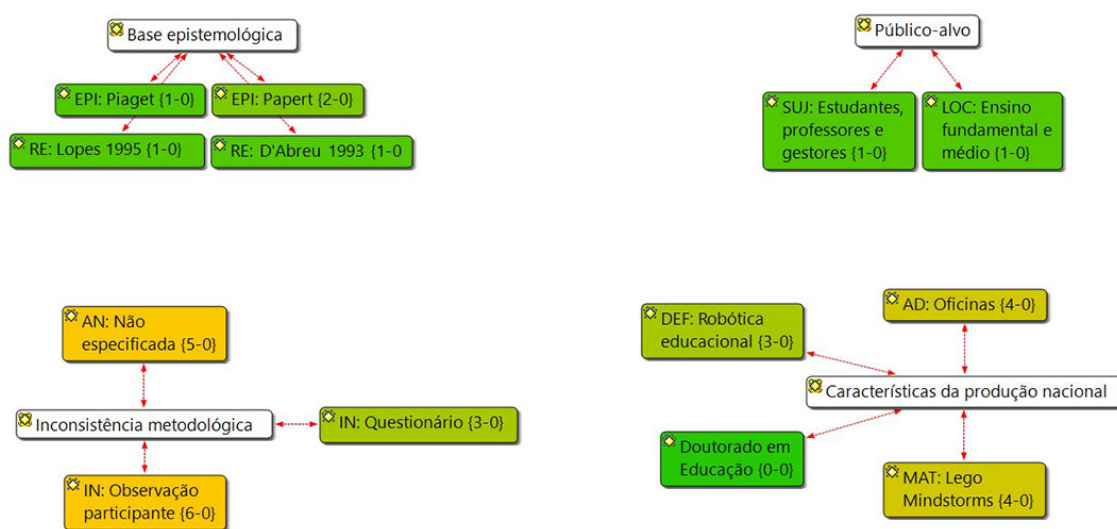 Base epistemológica
EPI: Piaget {1-0}
EPI: Papert {2-0}
RE: Lopes 1995 {1-0}
RE: D'Abreu 1993 {1-0
Público-alvo
SUJ: Estudantes,
professores e
gestores {1-0}
LOC: Ensino
fundamental e
médio {1-0}
AN: Não
especificada {5-0}
Inconsistência metodológica
IN: Questionário {3-0}
IN: Observação
participante {6-0}
DEF: Robótica
educacional {3-0}
AD: Oficinas {4-0}
Características da produção nacional
Doutorado em
Educação {0-0}
MAT: Lego
Mindstorms {4-0}